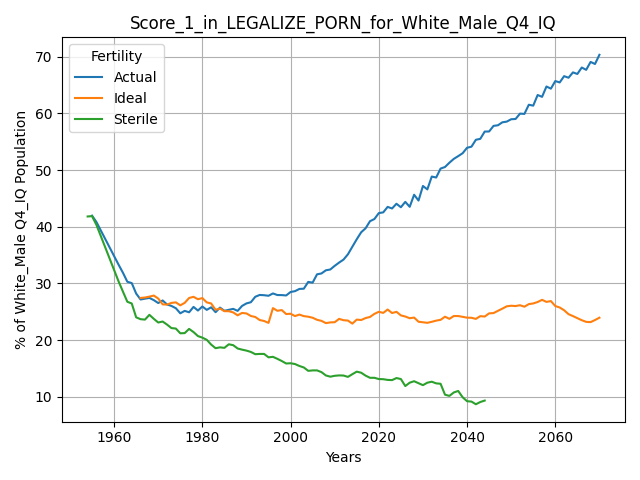 Score_1_in_LEGALIZE_PORN_for_White_Male_Q4_IQ
% of White_Male Q4_IQ Population
70
60
50
40
30
20
10
Fertility
Actual
Ideal
Sterile
1960 1980 2000 2020 2040 2060
Years